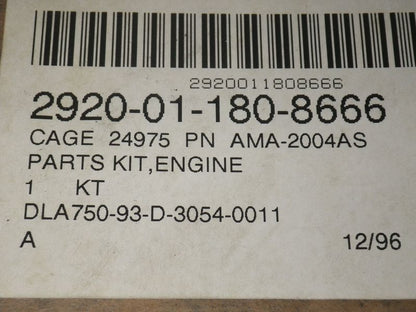 2920011808666
2920-01-180-8666
CAGE 24975 PN AMA-2004AS
PARTS KIT,ENGINE
1 KT
DLA750-93-D-3054-0011
A 12/96